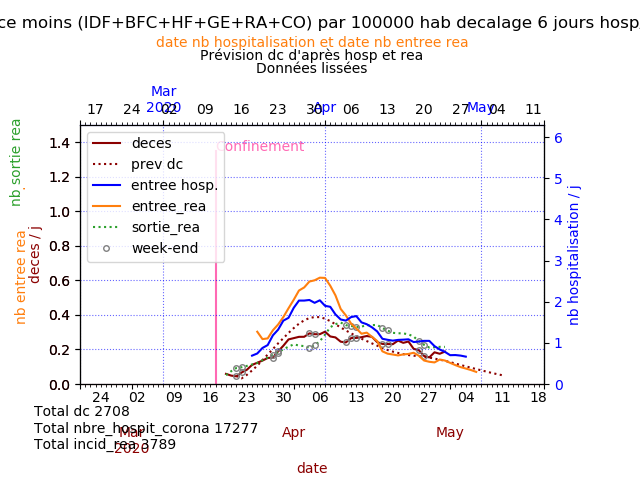 ce moins (IDF+BFC+HF+GE+RA+CO) par 100000 hab decalage 6 jours hosp
date nb hospitalisation et date nb entree rea
Prévision dc d'après hosp et rea
Données lissées
Mar Apr May
2020
17 24 02 09 16 23 30 06 13 20 27 04 11
nb sortie rea
nb entree rea
deces / j
nb hospitalisation / j
1.4
1.2
1.0
0.8
0.6
0.4
0.2
0.0
6
5
4
3
2
1
0
Confinement
deces
prev dc
entree hosp.
entree_rea
sortie_rea
week-end
24 02 09 16 23 30 06 13 20 27 04 11 18
Total dc 2708
Total nbre_hospit_corona 17277
Total incid_rea 3789
Mar Apr May
2020
date